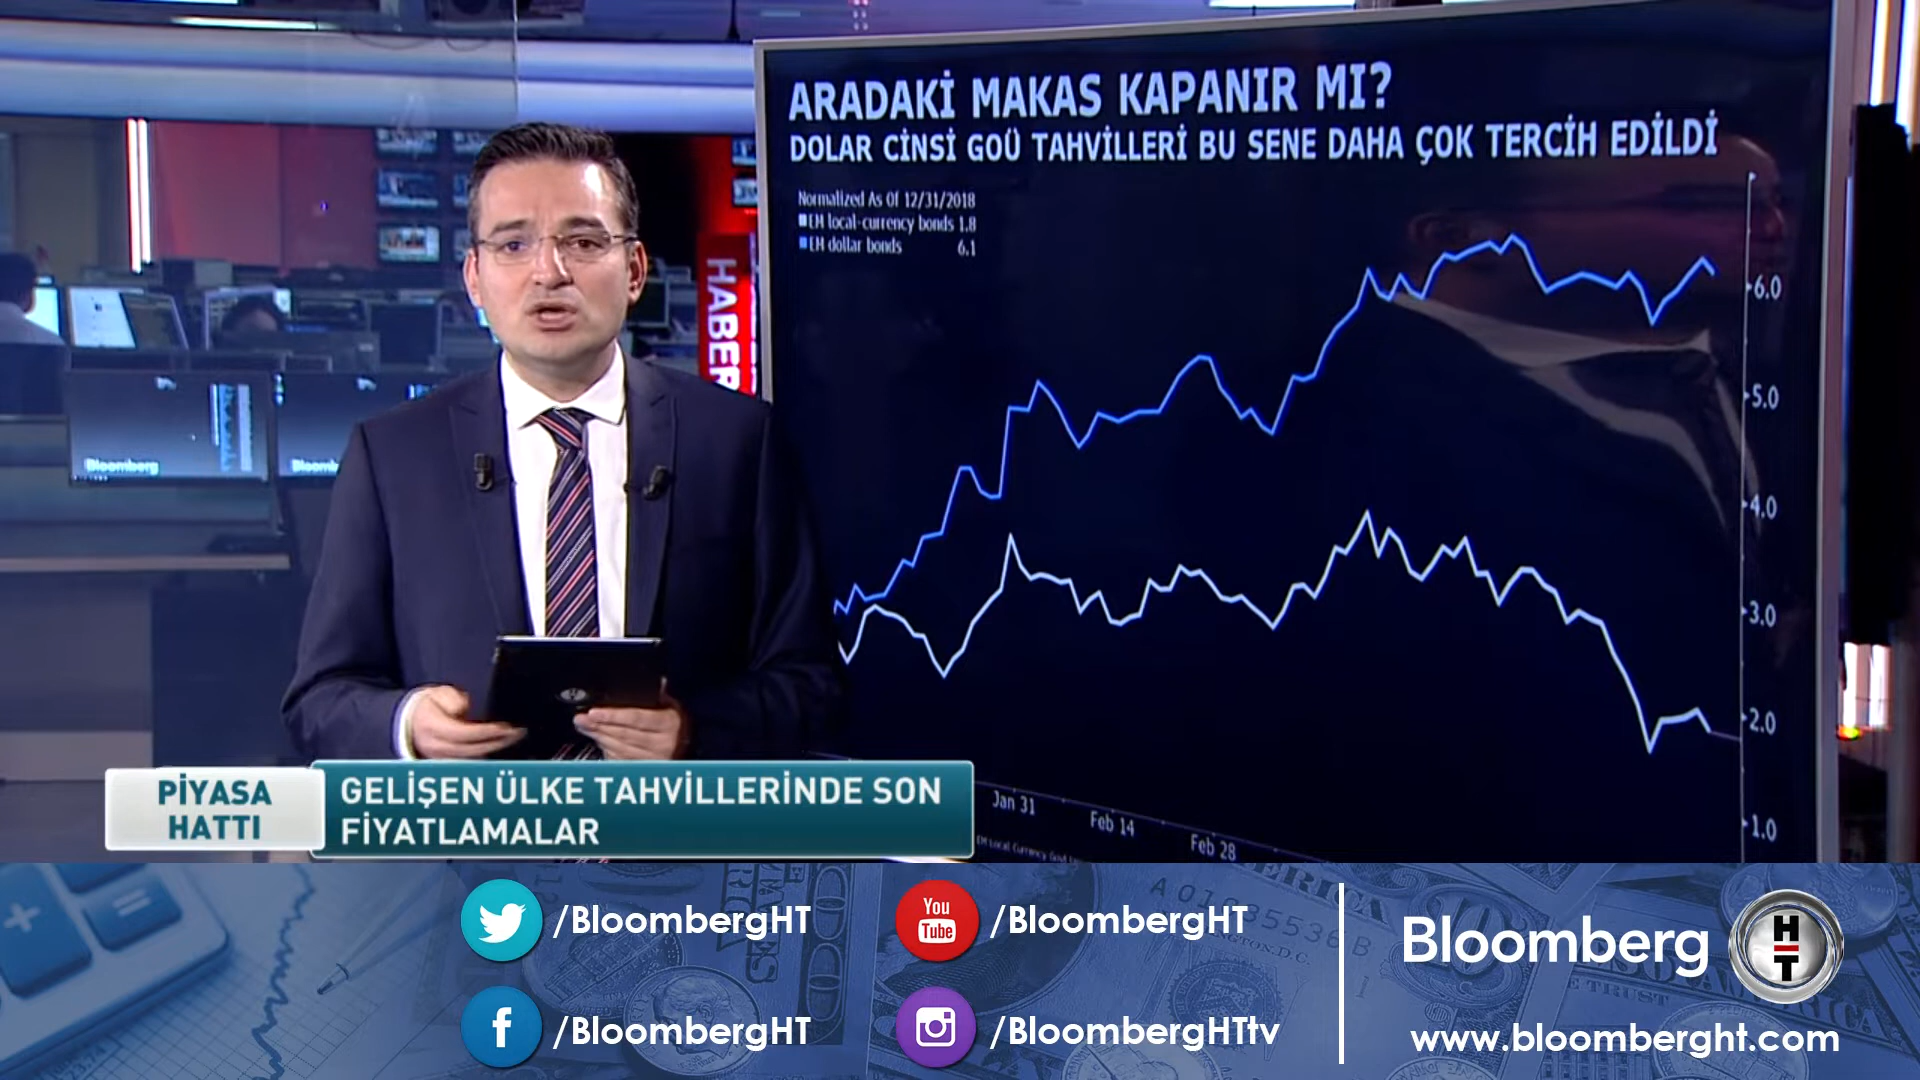 ARADAKİ MAKAS KAPANIR MI?
DOLAR CİNSİ GOÜ TAHVİLLERİ BU SENE DAHA ÇOK TERCİH EDİLDİ
Normalized As Of 12/31/2018
EM local-currency bonds 1.8
EM dollar bonds 6.1
6.0
5.0
4.0
3.0
2.0
1.0
Jan 31
Feb 14
Feb 28
HABER
Bloomberg
PİYASA
HATTI
GELİŞEN ÜLKE TAHVİLLERİNDE SON
FİYATLAMALAR
/BloombergHT
You
Tube
/BloombergHT
/BloombergHT
/BloombergHTtv
Bloomberg
HT
www.bloomberght.com